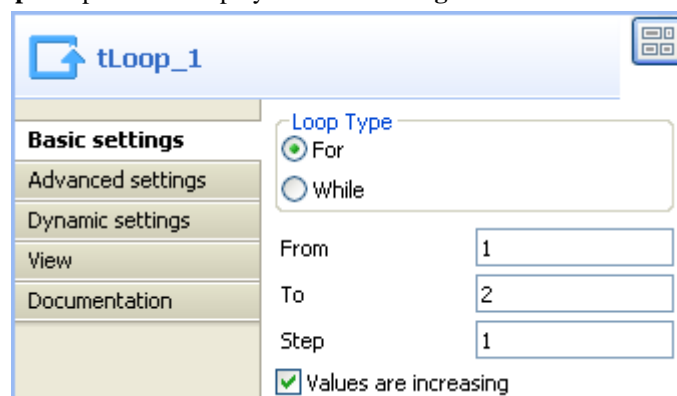 tLoop_1
Basic settings
Advanced settings
Dynamic settings
View
Documentation
Loop Type
For
While
From 1
To 2
Step 1
Values are increasing